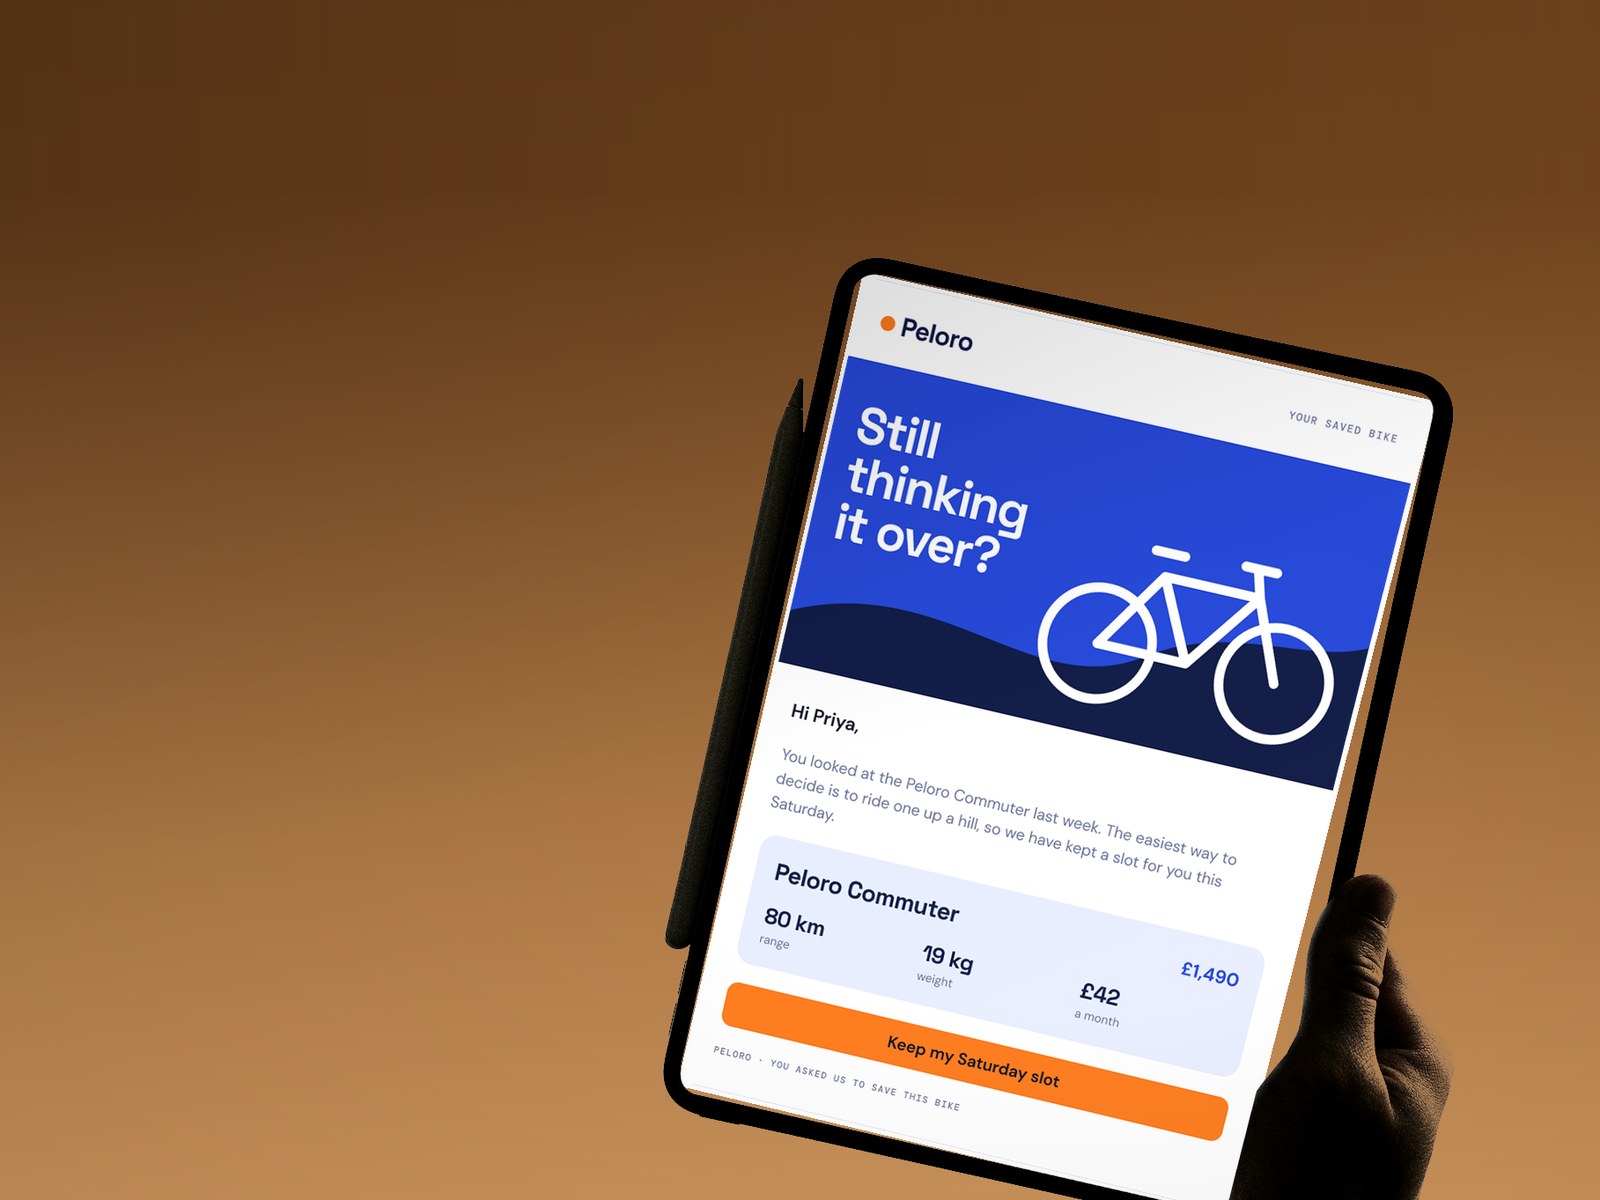 Peloro
YOUR SAVED BIKE
Still
thinking
it over?
Hi Priya,
You looked at the Peloro Commuter last week. The easiest way to
decide is to ride one up a hill, so we have kept a slot for you this
Saturday.
Peloro Commuter
£1,490
80 km
range
19 kg
weight
£42
a month
Keep my Saturday slot
PELORO · YOU ASKED US TO SAVE THIS BIKE